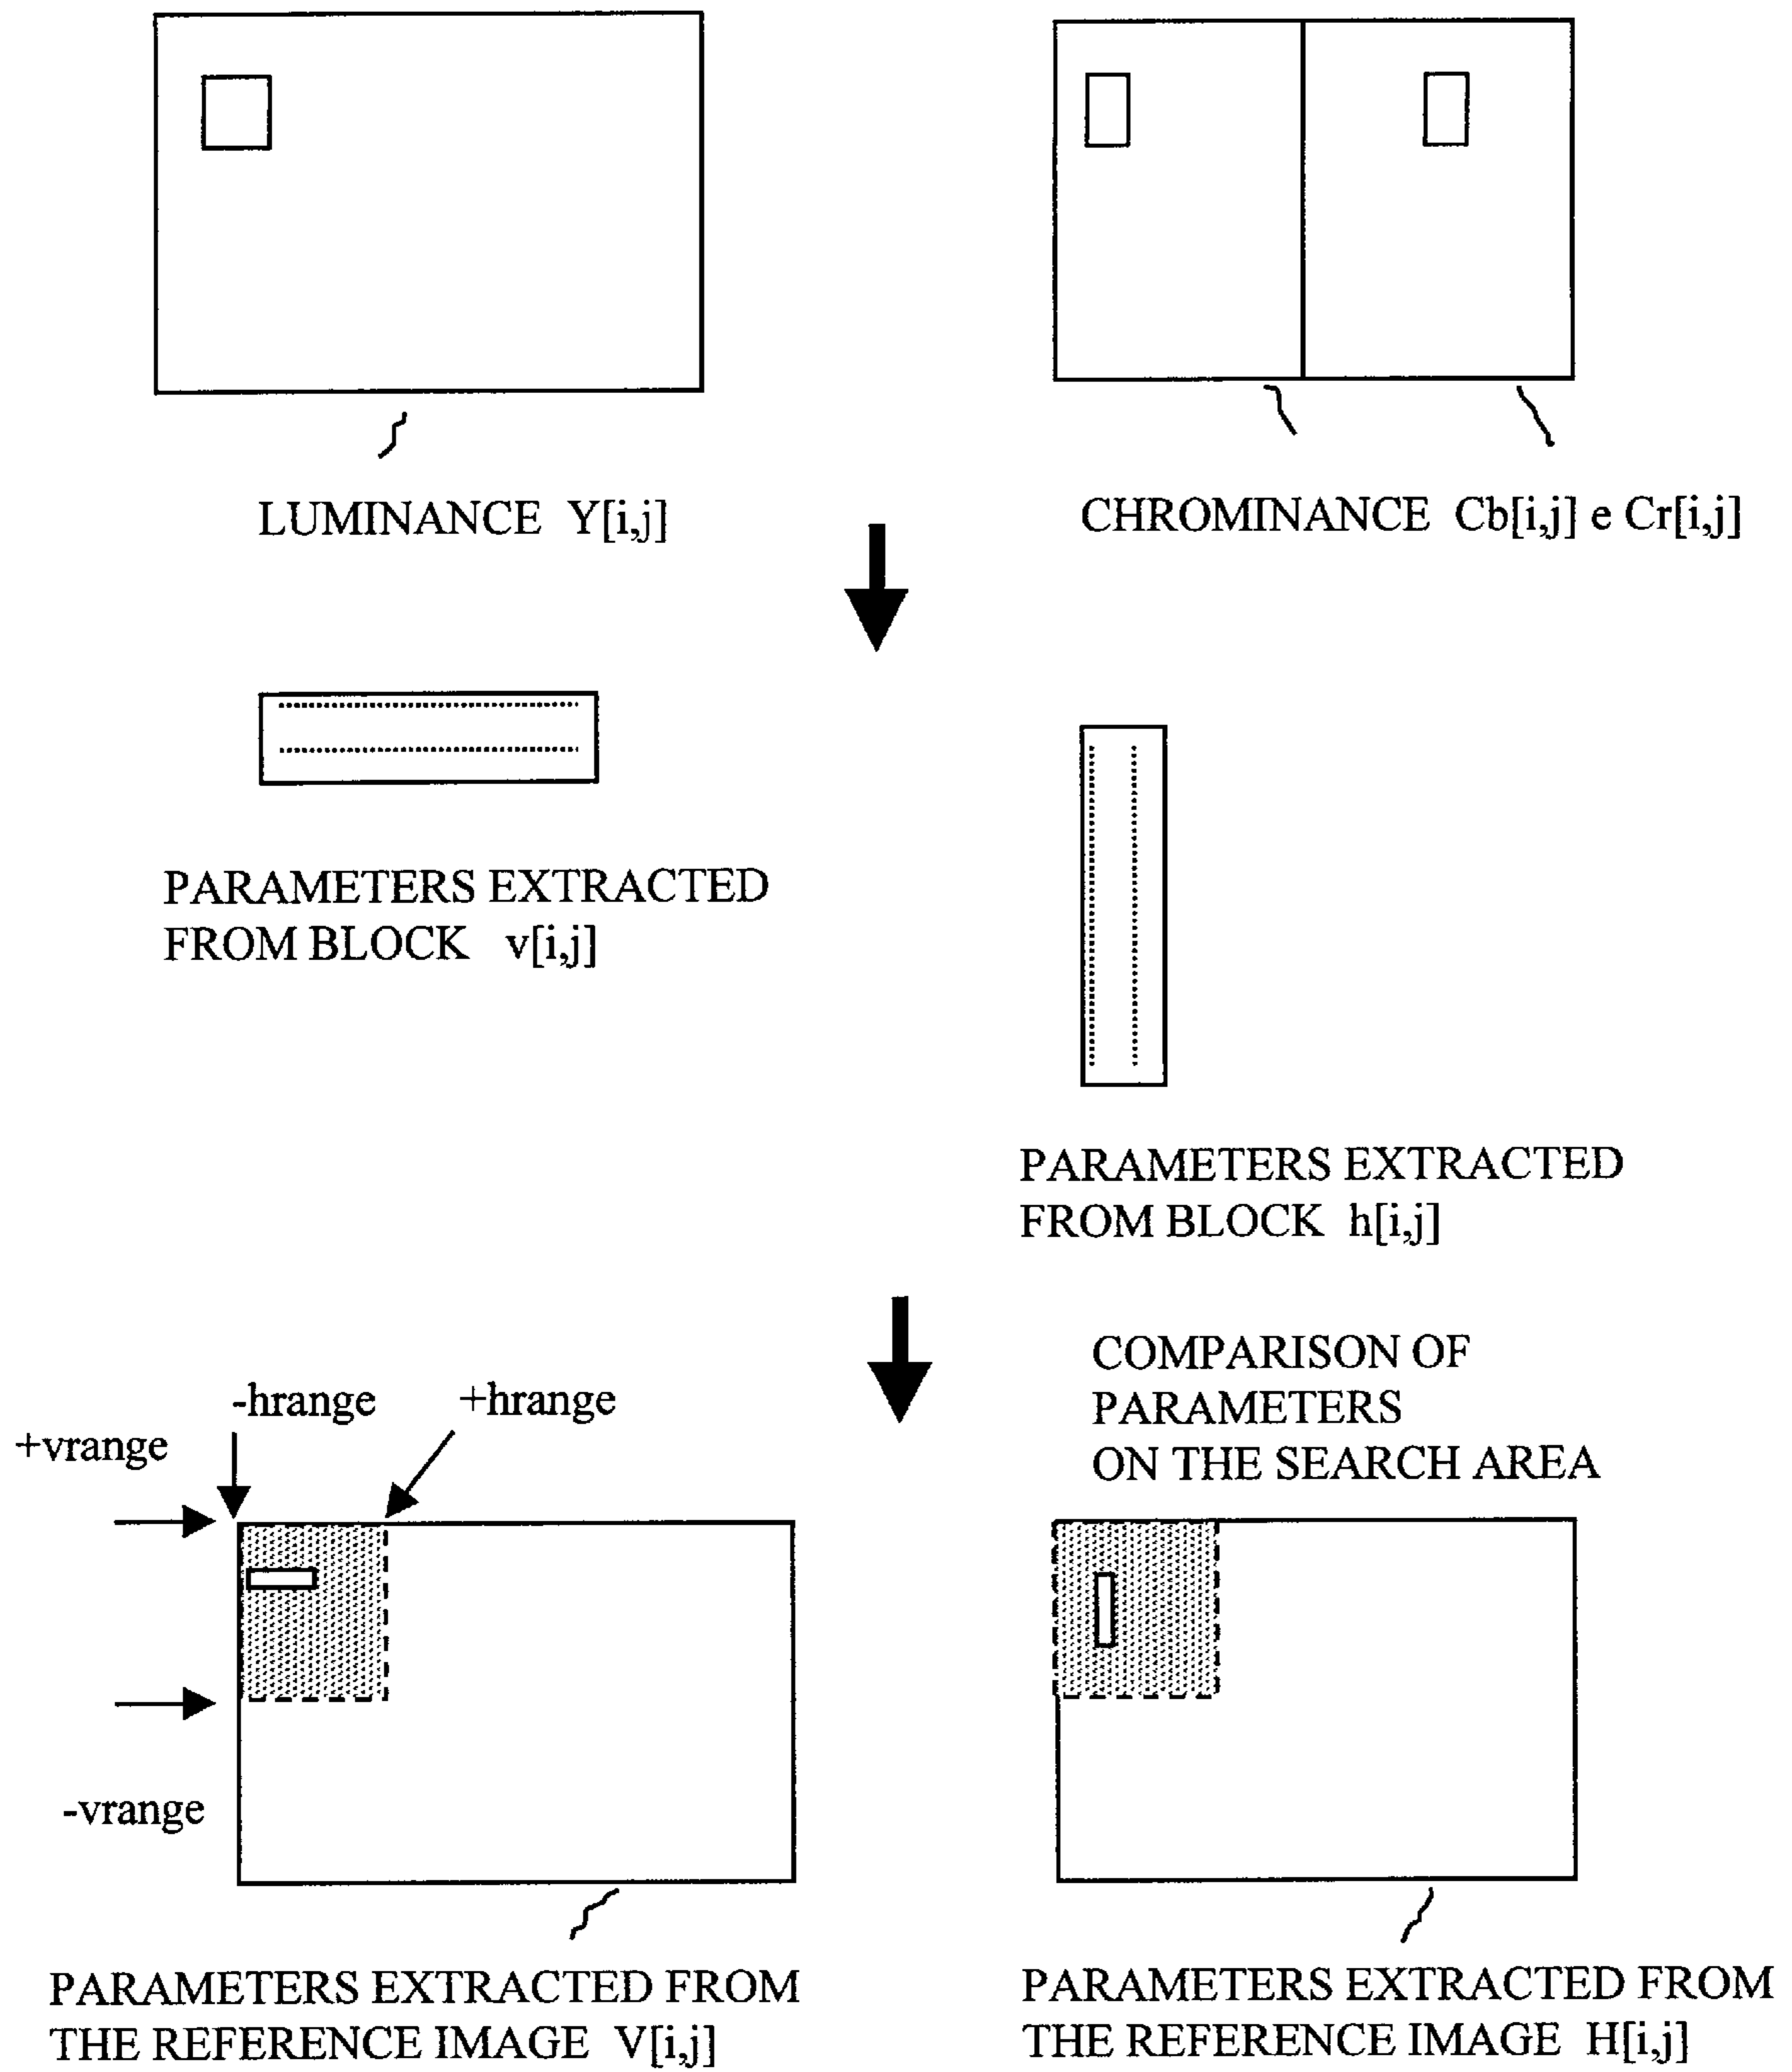 LUMINANCE Y[i,j]
CHROMINANCE Cb[i,j] e Cr[i,j]
PARAMETERS EXTRACTED
FROM BLOCK v[i,j]
PARAMETERS EXTRACTED
FROM BLOCK h[i,j]
COMPARISON OF
PARAMETERS
ON THE SEARCH AREA
-hrange
+hrange
+vrange
-vrange
PARAMETERS EXTRACTED FROM
THE REFERENCE IMAGE V[i,j]
PARAMETERS EXTRACTED FROM
THE REFERENCE IMAGE H[i,j]